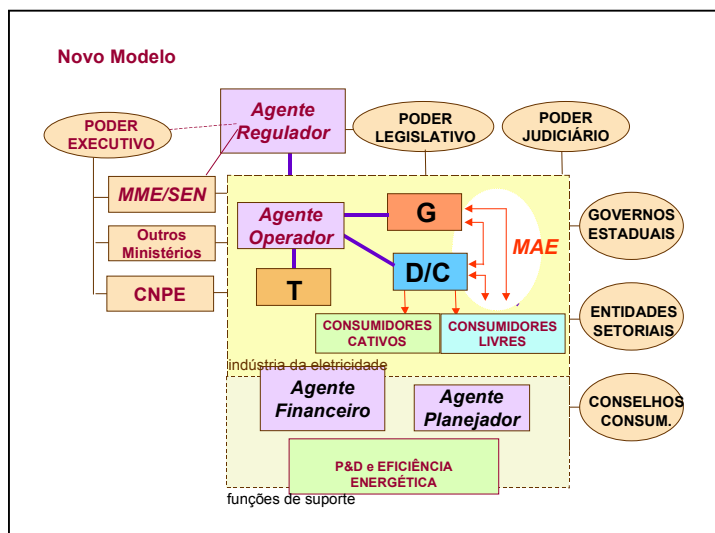 Novo Modelo
Agente
Regulador
PODER
EXECUTIVO
PODER
LEGISLATIVO
PODER
JUDICIÁRIO
MME/SEN
Outros
Ministérios
CNPE
Agente
Operador
G
MAE
D/C
T
CONSUMIDORES
CATIVOS
CONSUMIDORES
LIVRES
indústria da eletricidade
GOVERNOS
ESTADUAIS
ENTIDADES
SETORIAIS
CONSELHOS
CONSUM.
Agente
Financeiro
Agente
Planejador
P&D e EFICIÊNCIA
ENERGÉTICA
funções de suporte